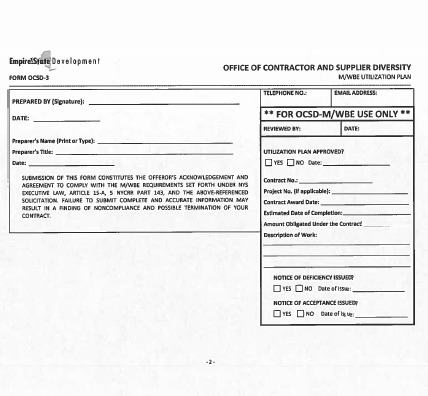 Empire State Development
OFFICE OF CONTRACTOR AND SUPPLIER DIVERSITY
FORM OCSD-3
M/WBE UTILIZATION PLAN
PREPARED BY (Signature):
DATE:
Preparer's Name (Print or Type):
Preparer's Title:
Date:
SUBMISSION OF THIS FORM CONSTITUTES THE OFFEROR'S ACKNOWLEDGEMENT AND
AGREEMENT TO COMPLY WITH THE M/WBE REQUIREMENTS SET FORTH UNDER NYS
EXECUTIVE LAW, ARTICLE 15-A, 5 NYCRR PART 143, AND THE ABOVE-REFERENCED
SOLICITATION. FAILURE TO SUBMIT COMPLETE AND ACCURATE INFORMATION MAY
RESULT IN A FINDING OF NONCOMPLIANCE AND POSSIBLE TERMINATION OF YOUR
CONTRACT.
TELEPHONE NO.: EMAIL ADDRESS:
** FOR OCSD-M/WBE USE ONLY **
REVIEWED BY: DATE:
UTILIZATION PLAN APPROVED?
YES NO Date:
Contract No.:
Project No. (if applicable):
Contract Award Date:
Estimated Date of Completion:
Amount Obligated Under the Contract:
Description of Work:
NOTICE OF DEFICIENCY ISSUED?
YES NO Date of Issue:
NOTICE OF ACCEPTANCE ISSUED?
YES NO Date of Issue:
- 2 -